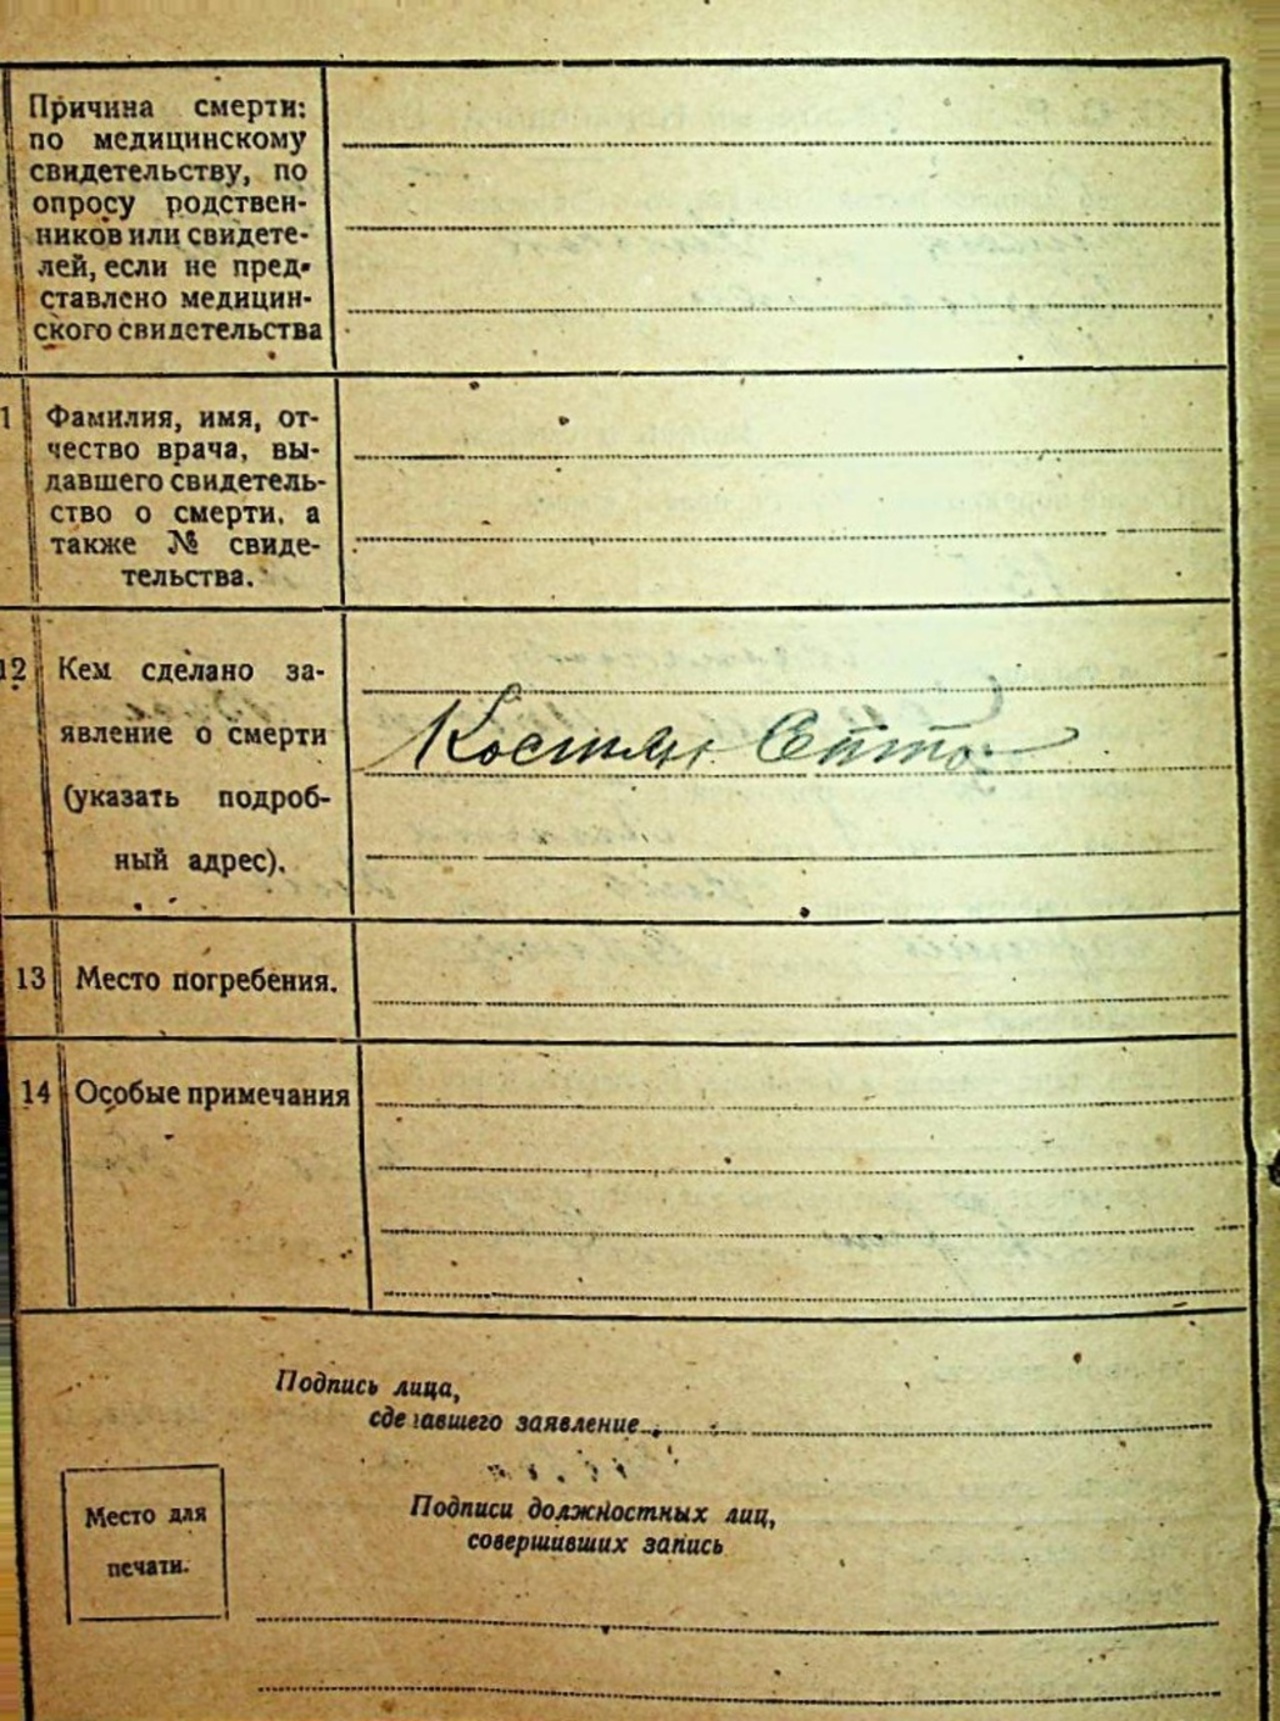 Причина смерти:
по медицинскому
свидетельству, по
опросу родствен-
ников или свидете-
лей, если не пред-
ставлено медицин-
ского свидетельства
1 Фамилия, имя, от-
чество врача, вы-
давшего свидетель-
ство о смерти, а
также № свиде-
тельства.
12 Кем сделано за-
явление о смерти
(указать подроб-
ный адрес).
13 Место погребения.
14 Особые примечания
Подпись лица,
сделавшего заявление
Подписи должностных лиц,
совершивших запись
Место для
печати.